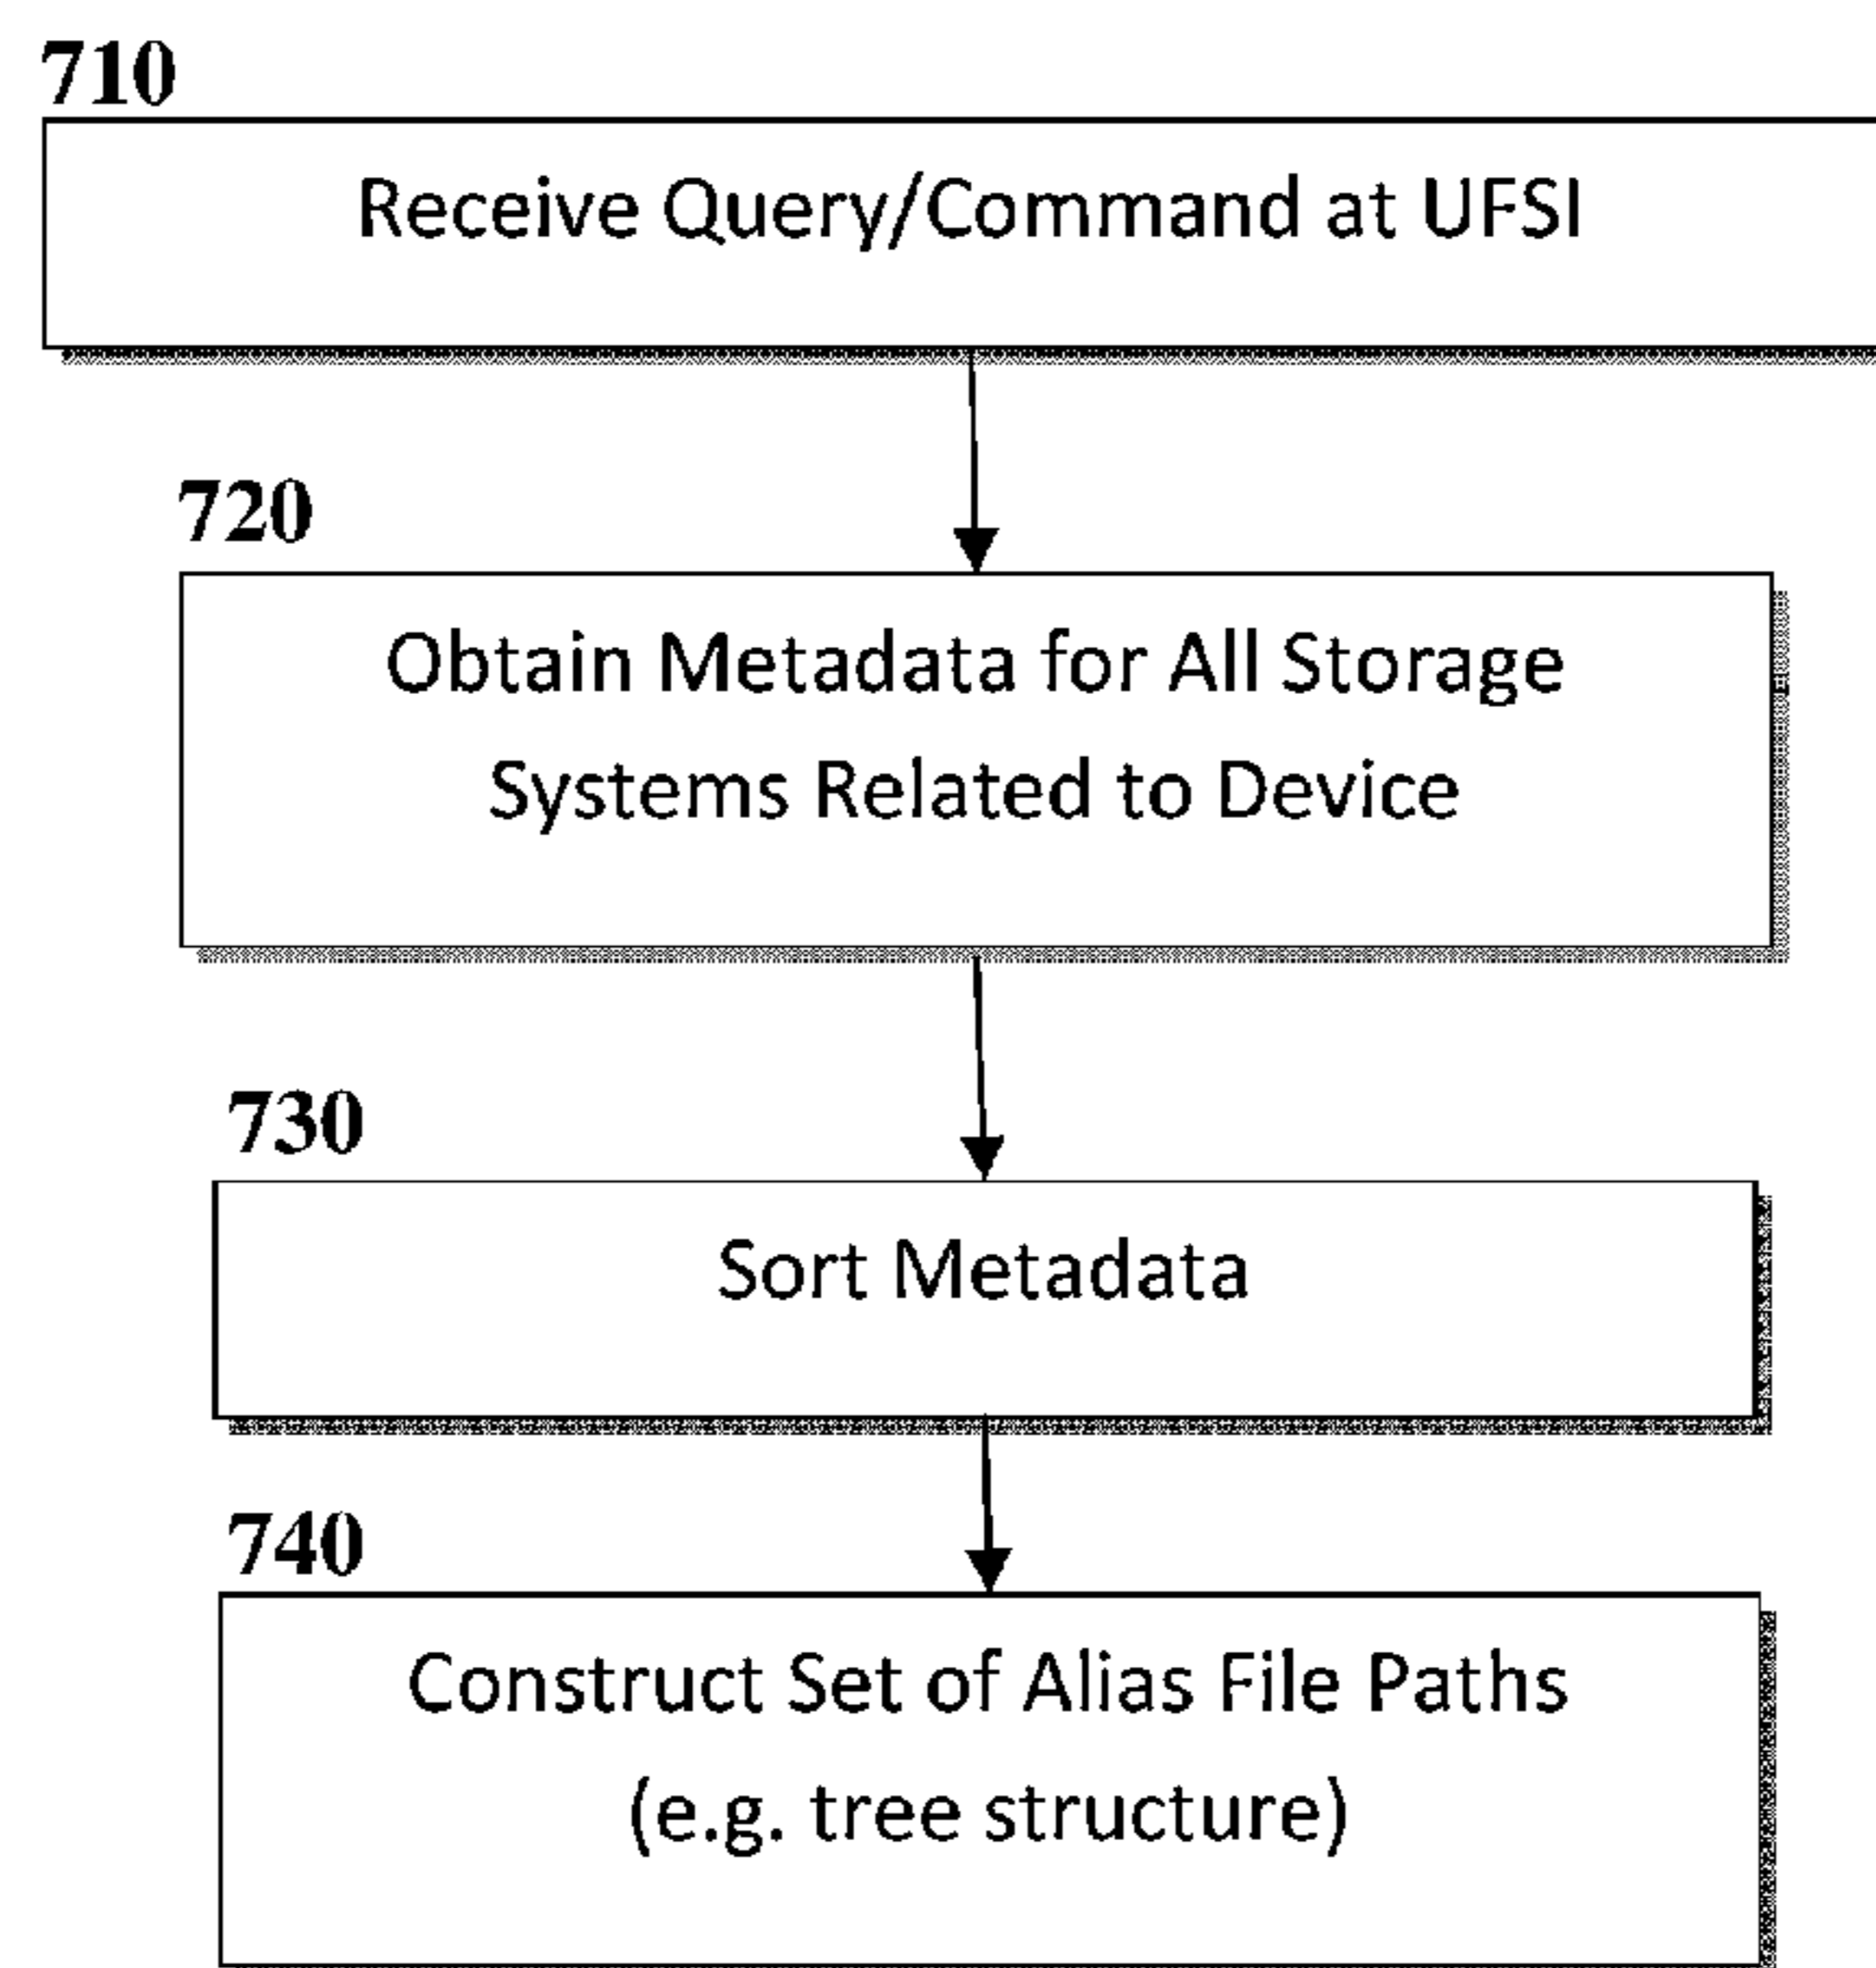 710
Receive Query/Command at UFSI
720
Obtain Metadata for All Storage
Systems Related to Device
730
Sort Metadata
740
Construct Set of Alias File Paths
(e.g. tree structure)